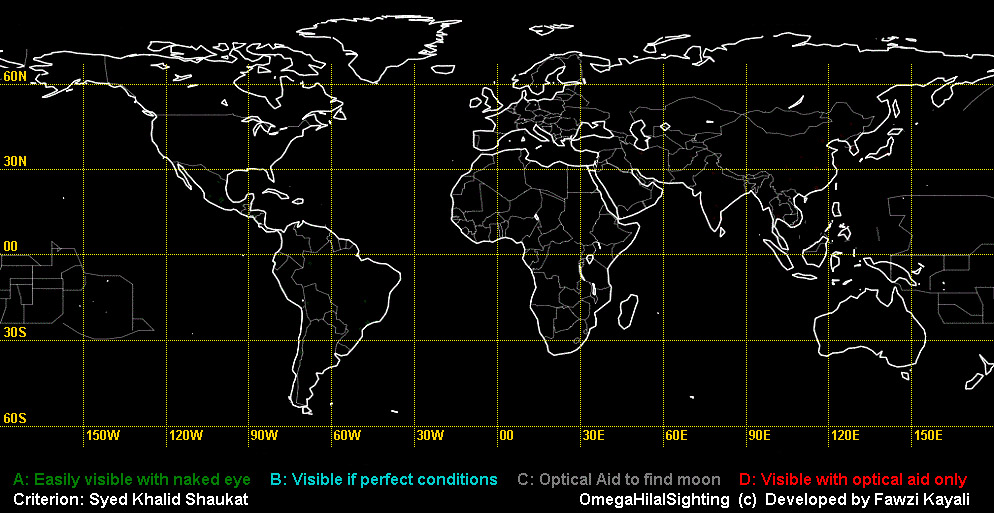 60N
30N
00
30S
60S
150W 120W 90W 60W 30W 00 30E 60E 90E 120E 150E
A: Easily visible with naked eye B: Visible if perfect conditions C: Optical Aid to find moon D: Visible with optical aid only
Criterion: Syed Khalid Shaukat OmegaHilalSighting (c) Developed by Fawzi Kayali